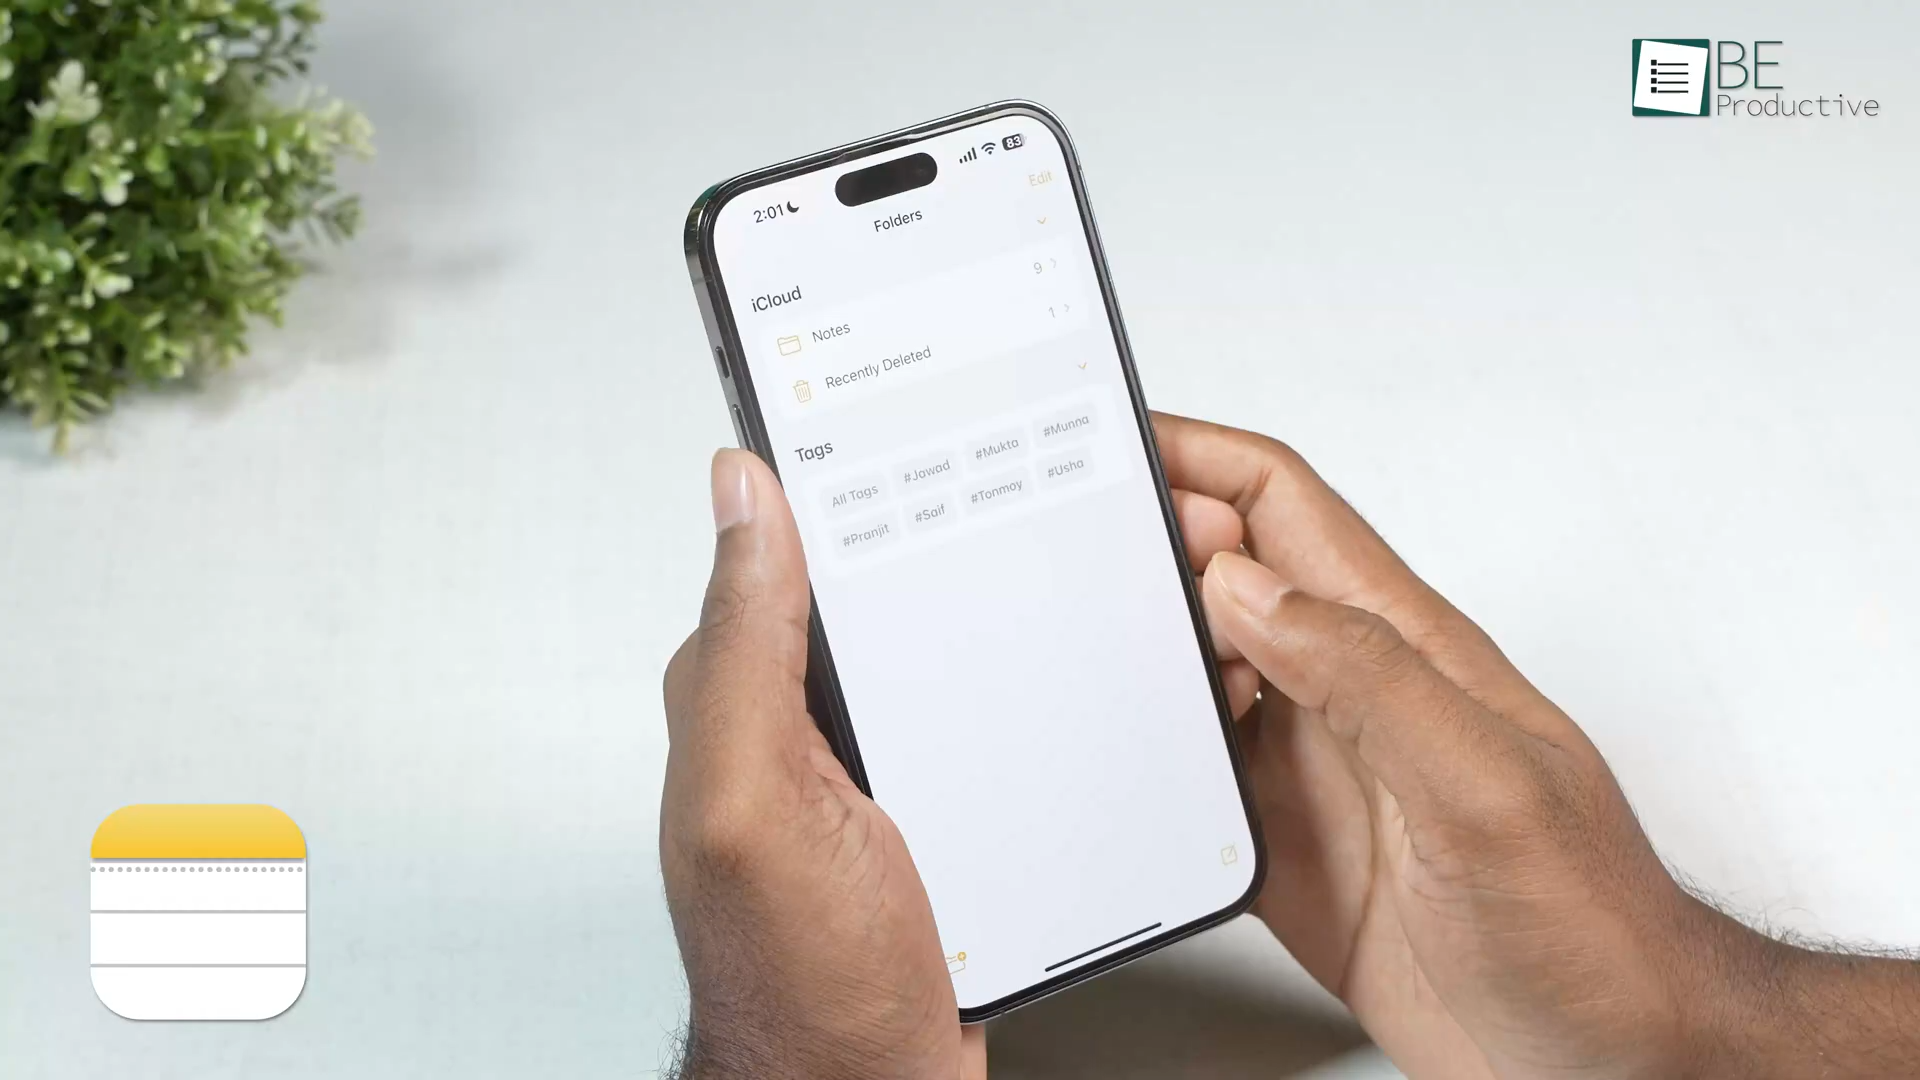 BE
Productive
2:01
83
Edit
Folders
iCloud
Notes 9
Recently Deleted 1
Tags
All Tags #Jawad #Mukta #Munna
#Pranjit #Saif #Tonmoy #Usha